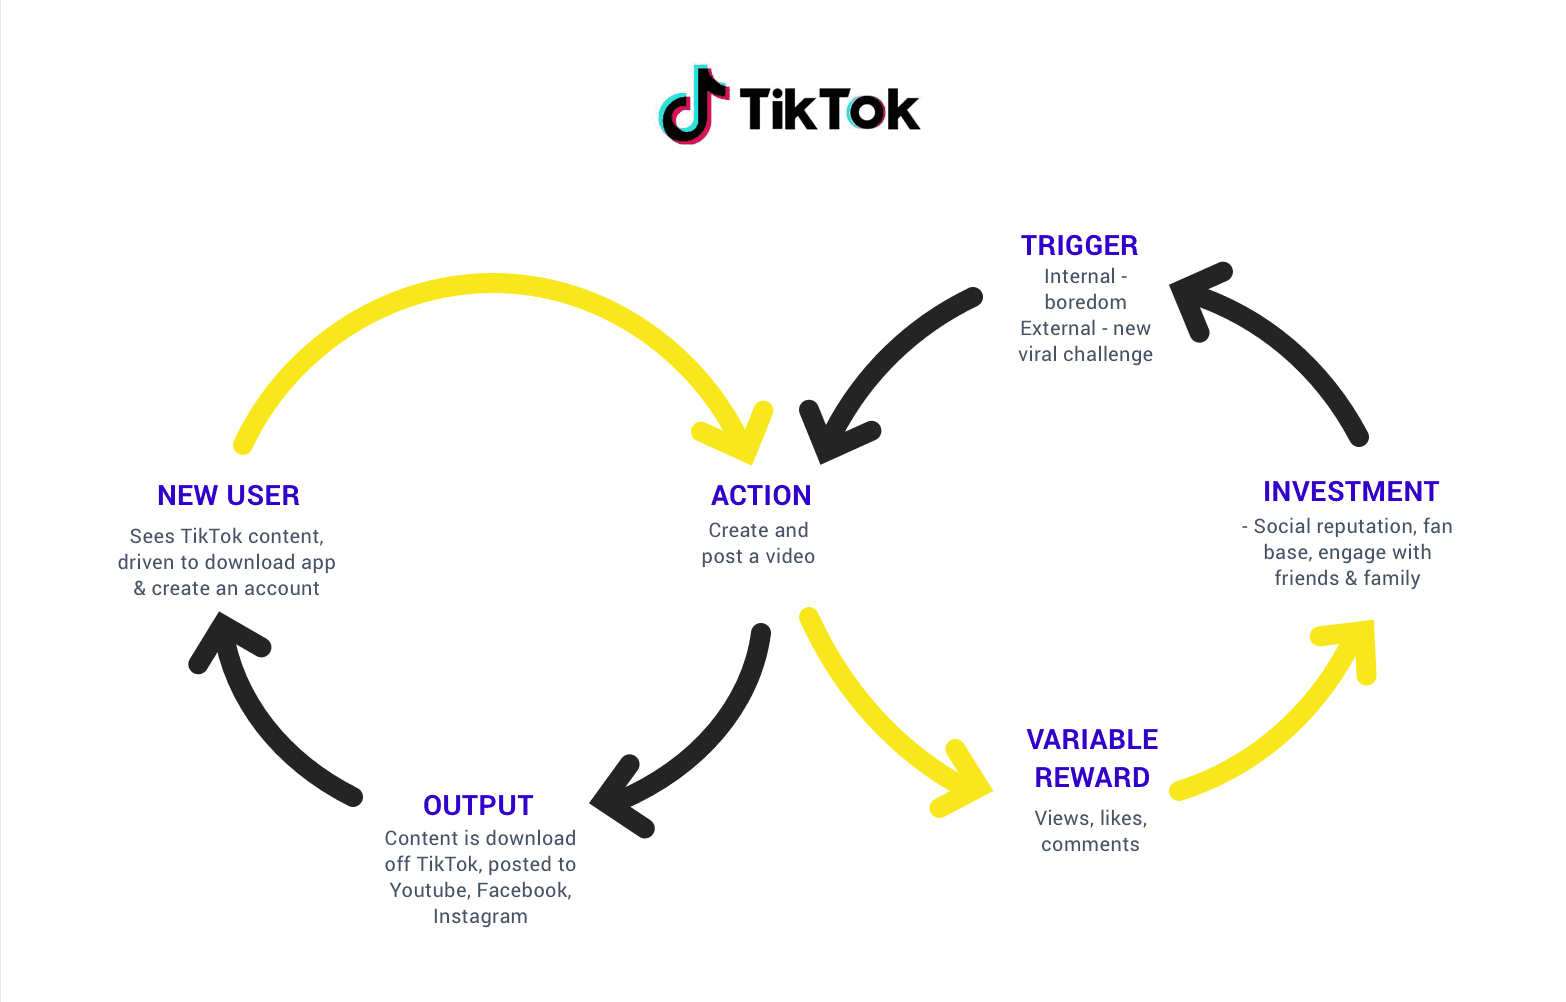 TikTok
TRIGGER
Internal -
boredom
External - new
viral challenge
NEW USER
Sees TikTok content,
driven to download app
& create an account
ACTION
Create and
post a video
INVESTMENT
- Social reputation, fan
base, engage with
friends & family
VARIABLE
REWARD
Views, likes,
comments
OUTPUT
Content is download
off TikTok, posted to
Youtube, Facebook,
Instagram